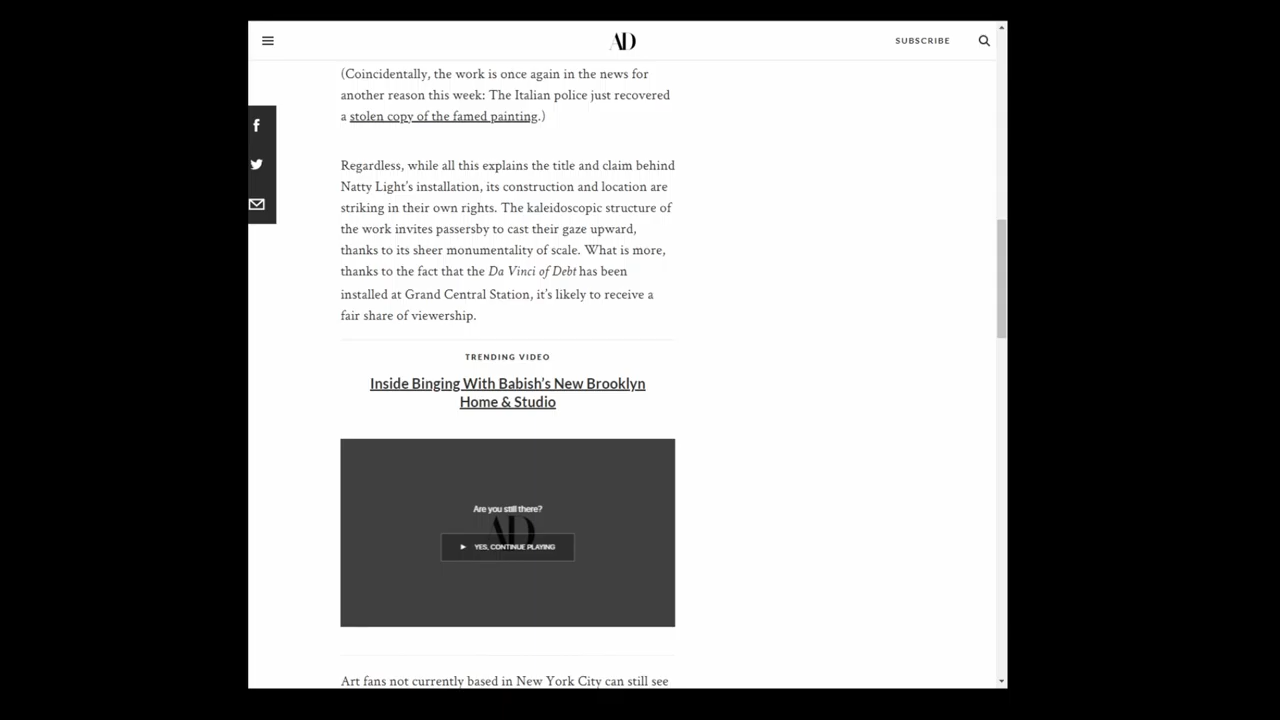 AD
SUBSCRIBE
(Coincidentally, the work is once again in the news for
another reason this week: The Italian police just recovered
a stolen copy of the famed painting.)
Regardless, while all this explains the title and claim behind
Natty Light’s installation, its construction and location are
striking in their own rights. The kaleidoscopic structure of
the work invites passersby to cast their gaze upward,
thanks to its sheer monumentality of scale. What is more,
thanks to the fact that the Da Vinci of Debt has been
installed at Grand Central Station, it’s likely to receive a
fair share of viewership.
TRENDING VIDEO
Inside Binging With Babish’s New Brooklyn
Home & Studio
Are you still there?
AD
YES, CONTINUE PLAYING
Art fans not currently based in New York City can still see